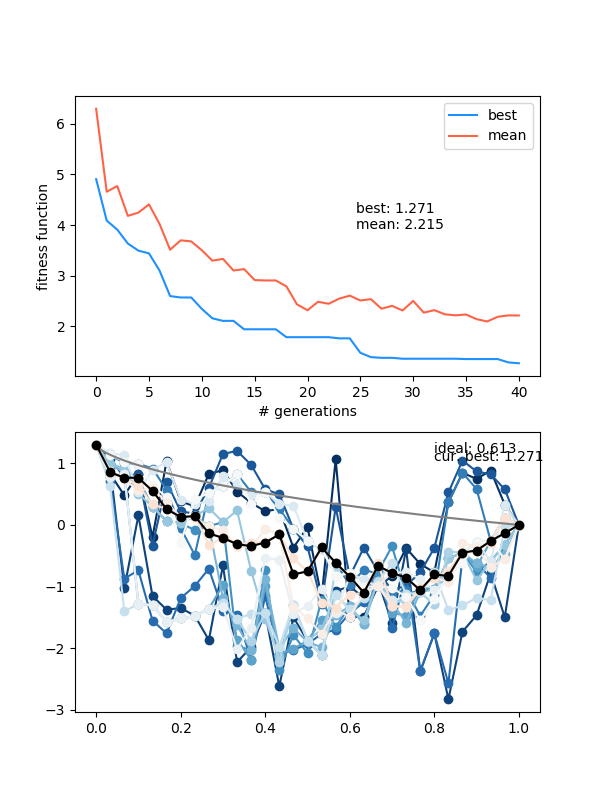 best
mean
6
5
4
3
2
fitness function
best: 1.271
mean: 2.215
0 5 10 15 20 25 30 35 40
# generations
ideal: 0.613
cur_best: 1.271
1
0
−1
−2
−3
0.0 0.2 0.4 0.6 0.8 1.0